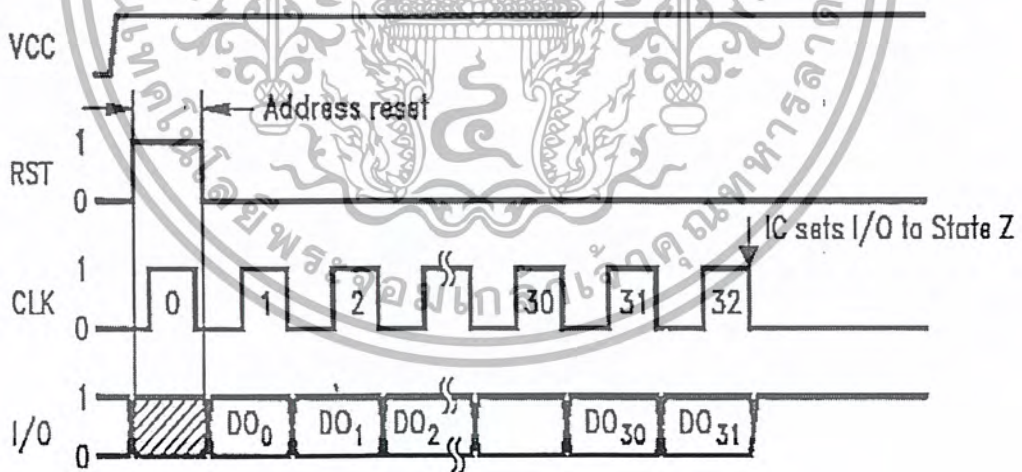 VCC
Address reset
1
RST
0
IC sets I/O to State Z
1
CLK 0 1 2 30 31 32
0
1
I/O DO0 DO1 DO2 DO30 DO31
0